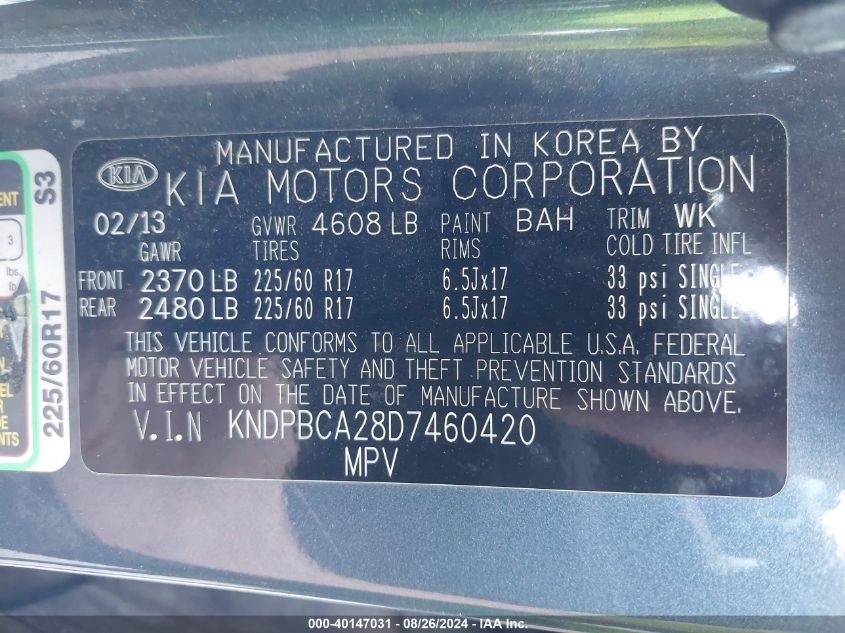 MANUFACTURED IN KOREA BY
KIA KIA MOTORS CORPORATION
02/13 GVWR 4608 LB PAINT BAH TRIM WK
GAWR TIRES RIMS COLD TIRE INFL
FRONT 2370 LB 225/60 R17 6.5Jx17 33 psi SINGLE
REAR 2480 LB 225/60 R17 6.5Jx17 33 psi SINGLE
THIS VEHICLE CONFORMS TO ALL APPLICABLE U.S.A. FEDERAL
MOTOR VEHICLE SAFETY AND THEFT PREVENTION STANDARDS
IN EFFECT ON THE DATE OF MANUFACTURE SHOWN ABOVE.
V.I.N KNDPBCA28D7460420
MPV
225/60R17 S3
3
lbs.
000-40147031 - 08/26/2024 - IAA Inc.